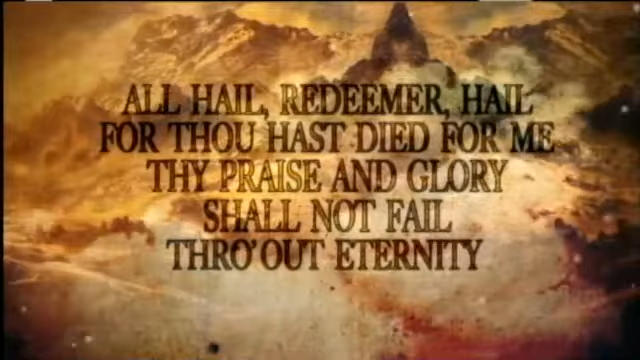 ALL HAIL, REDEEMER, HAIL
FOR THOU HAST DIED FOR ME
THY PRAISE AND GLORY
SHALL NOT FAIL
THRO' OUT ETERNITY